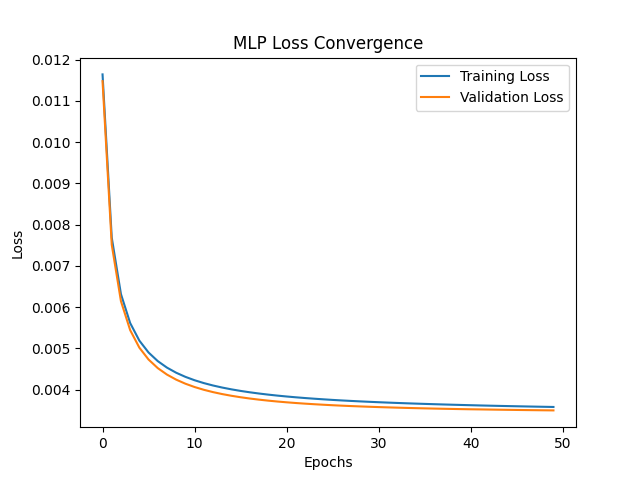 MLP Loss Convergence
Training Loss
Validation Loss
0.012
0.011
0.010
0.009
0.008
0.007
0.006
0.005
0.004
Loss
0 10 20 30 40 50
Epochs